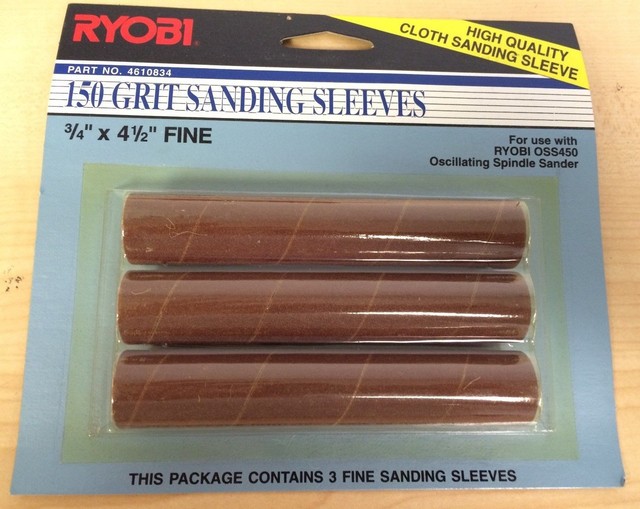 RYOBI
HIGH QUALITY
CLOTH SANDING SLEEVE
PART NO. 4610834
150 GRIT SANDING SLEEVES
3/4" x 4 1/2" FINE
For use with
RYOBI OSS450
Oscillating Spindle Sander
THIS PACKAGE CONTAINS 3 FINE SANDING SLEEVES